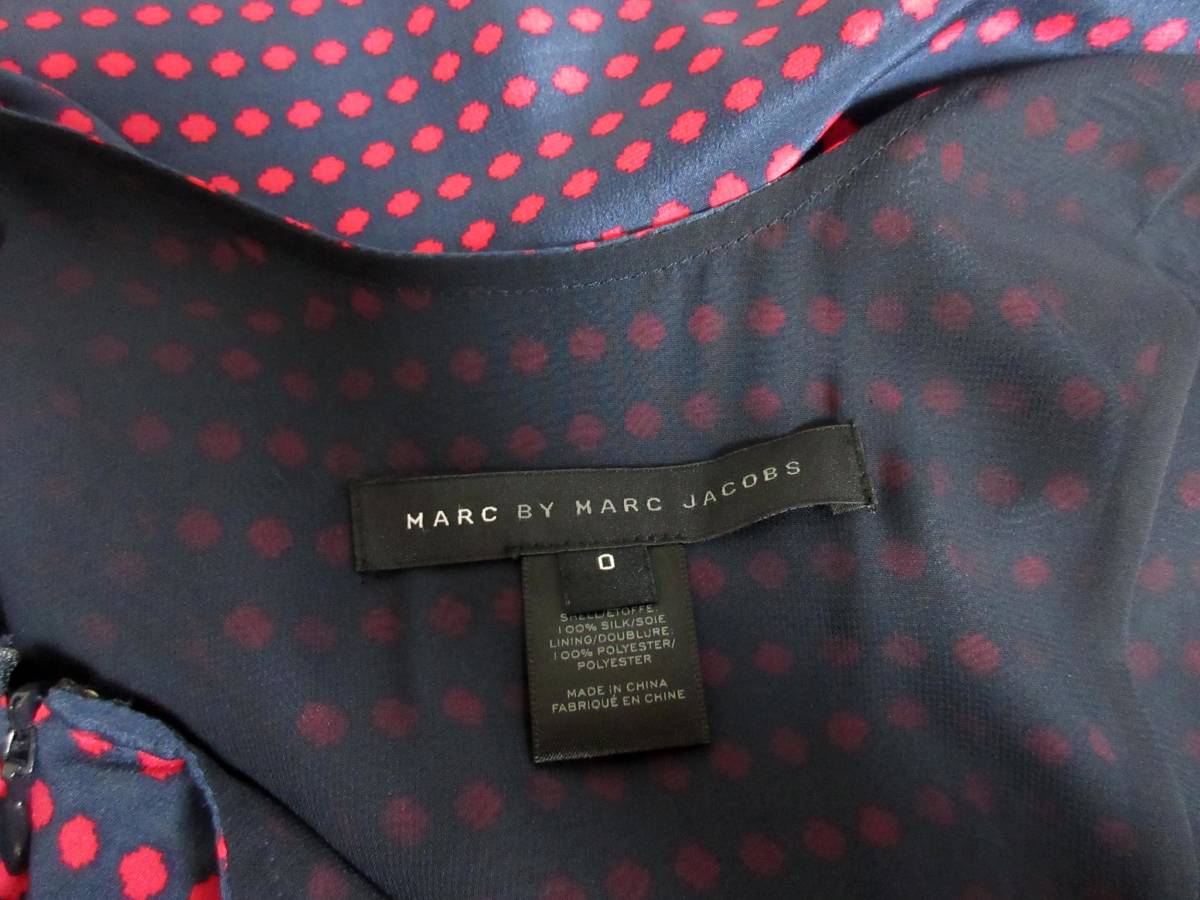 MARC BY MARC JACOBS
0
SHELL/ETOFFE:
100% SILK/SOIE
LINING/DOUBLURE:
100% POLYESTER/
POLYESTER
MADE IN CHINA
FABRIQUÉ EN CHINE